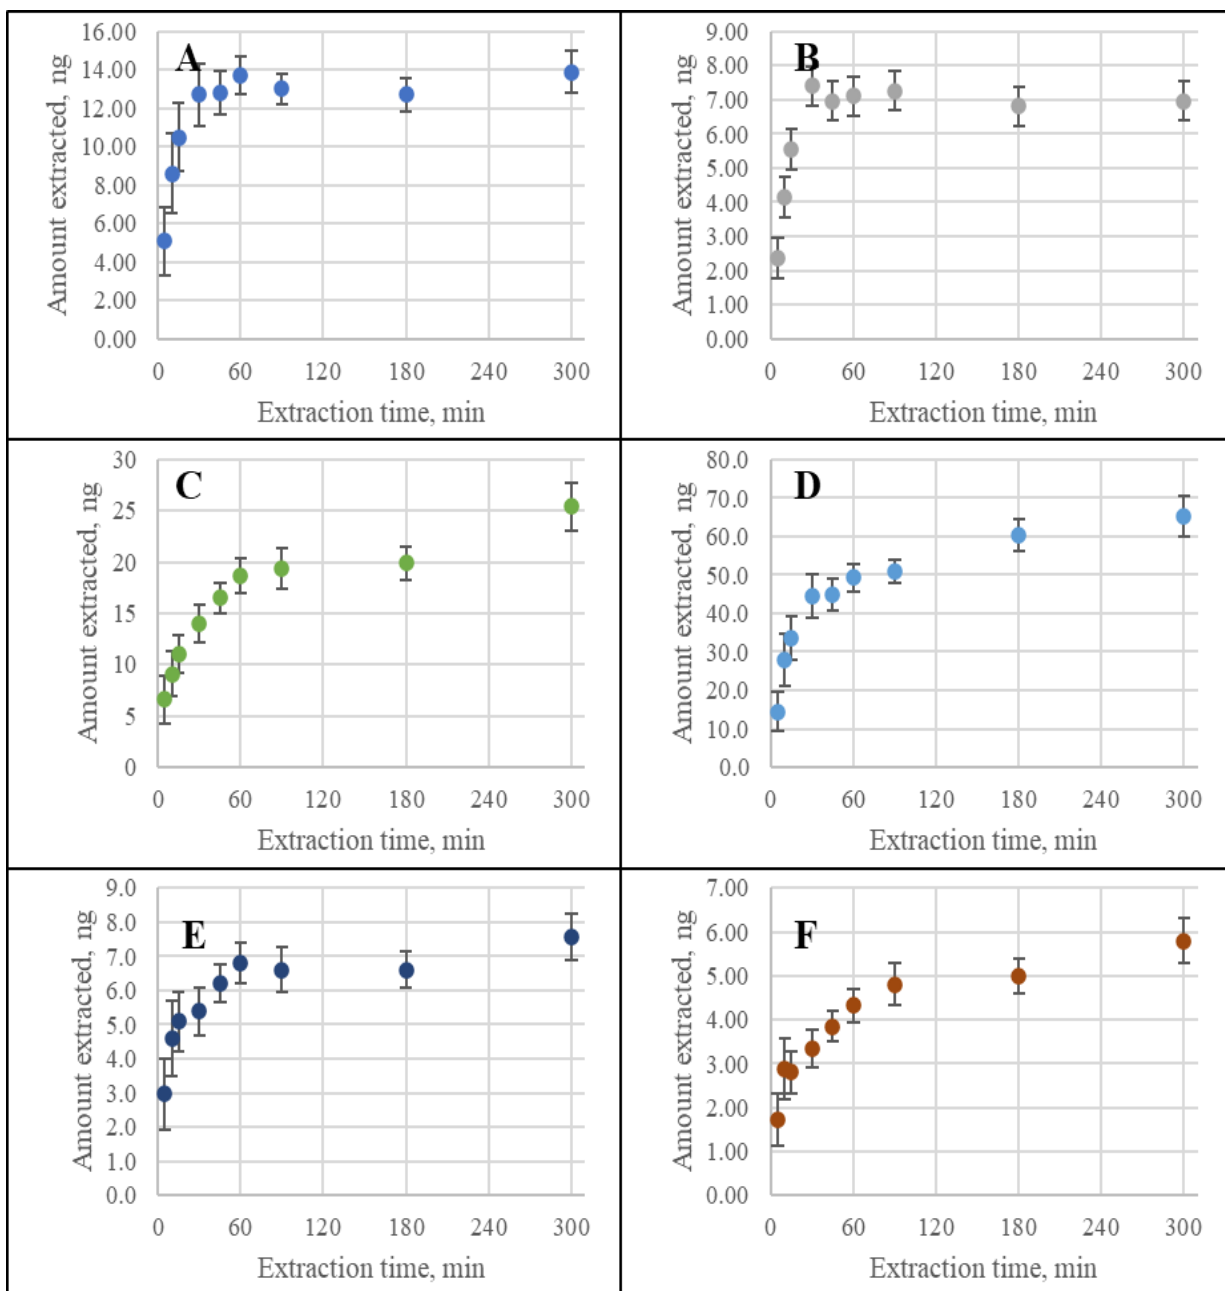 A
Amount extracted, ng
16.00
14.00
12.00
10.00
8.00
6.00
4.00
2.00
0.00
0 60 120 180 240 300
Extraction time, min
B
Amount extracted, ng
9.00
8.00
7.00
6.00
5.00
4.00
3.00
2.00
1.00
0.00
0 60 120 180 240 300
Extraction time, min
C
Amount extracted, ng
30
25
20
15
10
5
0
0 60 120 180 240 300
Extraction time, min
D
Amount extracted, ng
80.0
70.0
60.0
50.0
40.0
30.0
20.0
10.0
0.0
0 60 120 180 240 300
Extraction time, min
E
Amount extracted, ng
9.0
8.0
7.0
6.0
5.0
4.0
3.0
2.0
1.0
0.0
0 60 120 180 240 300
Extraction time, min
F
Amount extracted, ng
7.00
6.00
5.00
4.00
3.00
2.00
1.00
0.00
0 60 120 180 240 300
Extraction time, min